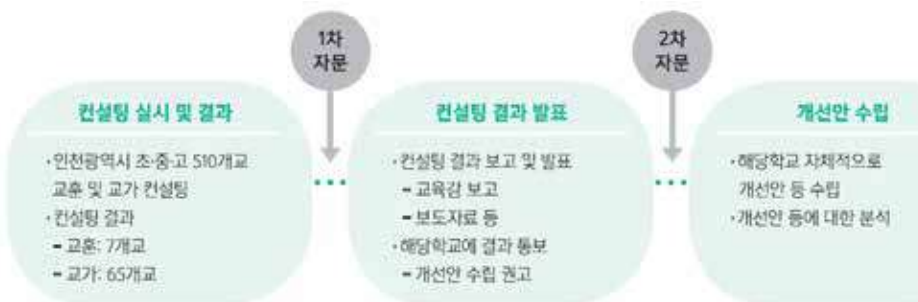 1차
자문
2차
자문
컨설팅 실시 및 결과
·인천광역시 초·중·고 510개교
교훈 및 교가 컨설팅
·컨설팅 결과
- 교훈: 7개교
- 교가: 65개교
컨설팅 결과 발표
·컨설팅 결과 보고 및 발표
- 교육감 보고
- 보도자료 등
·해당학교에 결과 통보
- 개선안 수립 권고
개선안 수립
·해당학교 자체적으로
개선안 등 수립
·개선안 등에 대한 분석